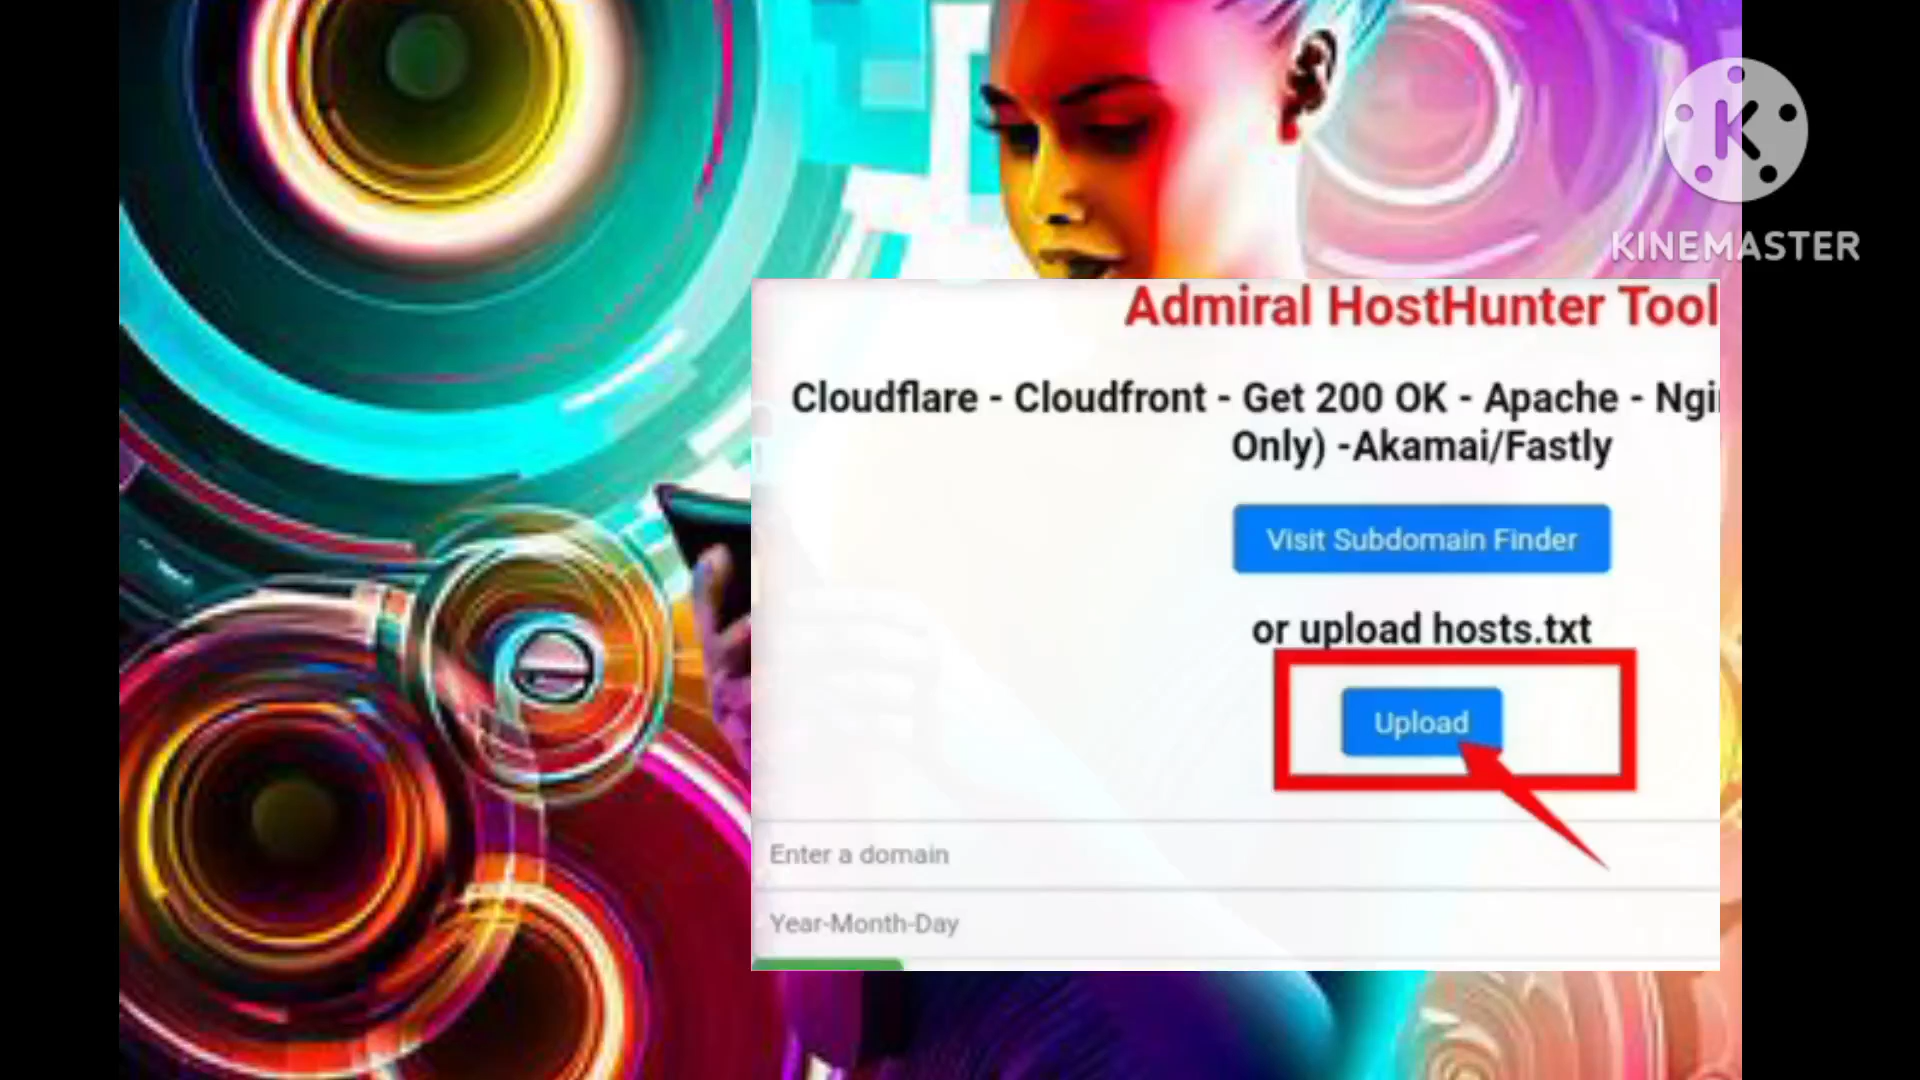 K
KINEMASTER
Admiral HostHunter Tool
Cloudflare - Cloudfront - Get 200 OK - Apache - Ngi
Only) -Akamai/Fastly
Visit Subdomain Finder
or upload hosts.txt
Upload
Enter a domain
Year-Month-Day